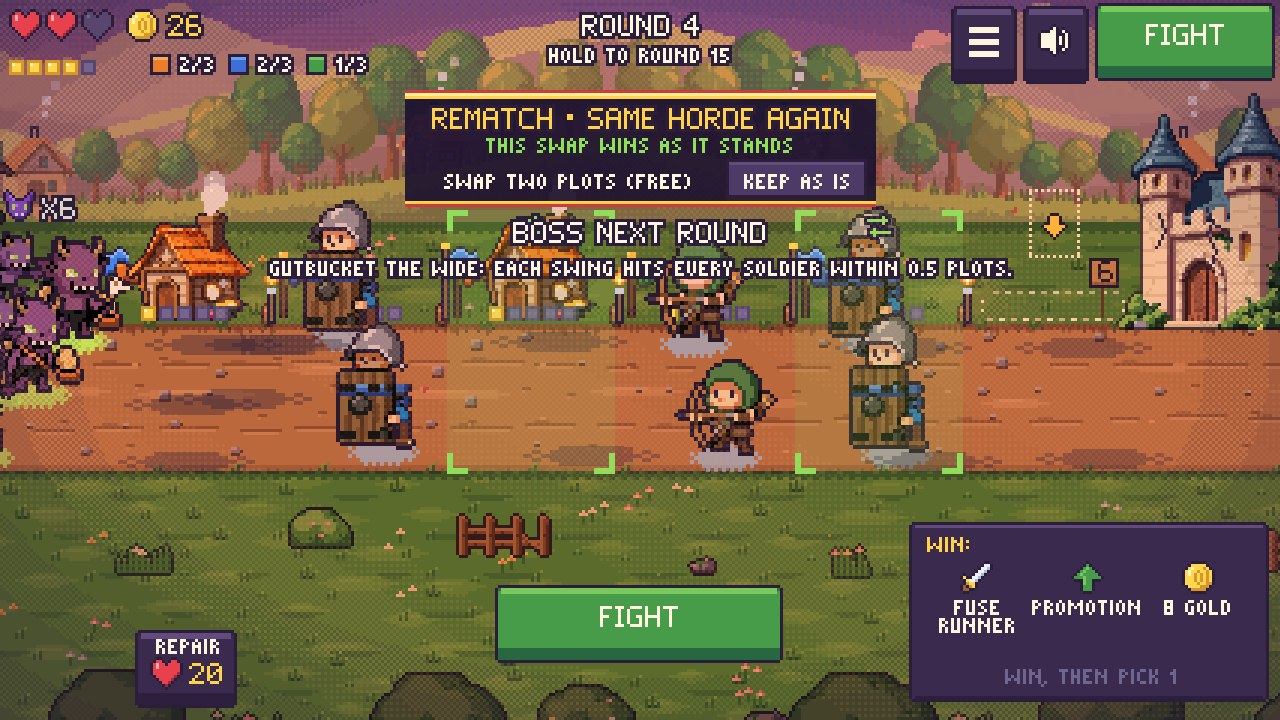 26
ROUND 4
HOLD TO ROUND 15
FIGHT
2/3
2/3
1/3
REMATCH • SAME HORDE AGAIN
THIS SWAP WINS AS IT STANDS
SWAP TWO PLOTS (FREE)
KEEP AS IS
X6
BOSS NEXT ROUND
GUTBUCKET THE WIDE: EACH SWING HITS EVERY SOLDIER WITHIN 0.5 PLOTS.
6
WIN:
FUSE RUNNER
PROMOTION
8 GOLD
WIN, THEN PICK 1
FIGHT
REPAIR
20